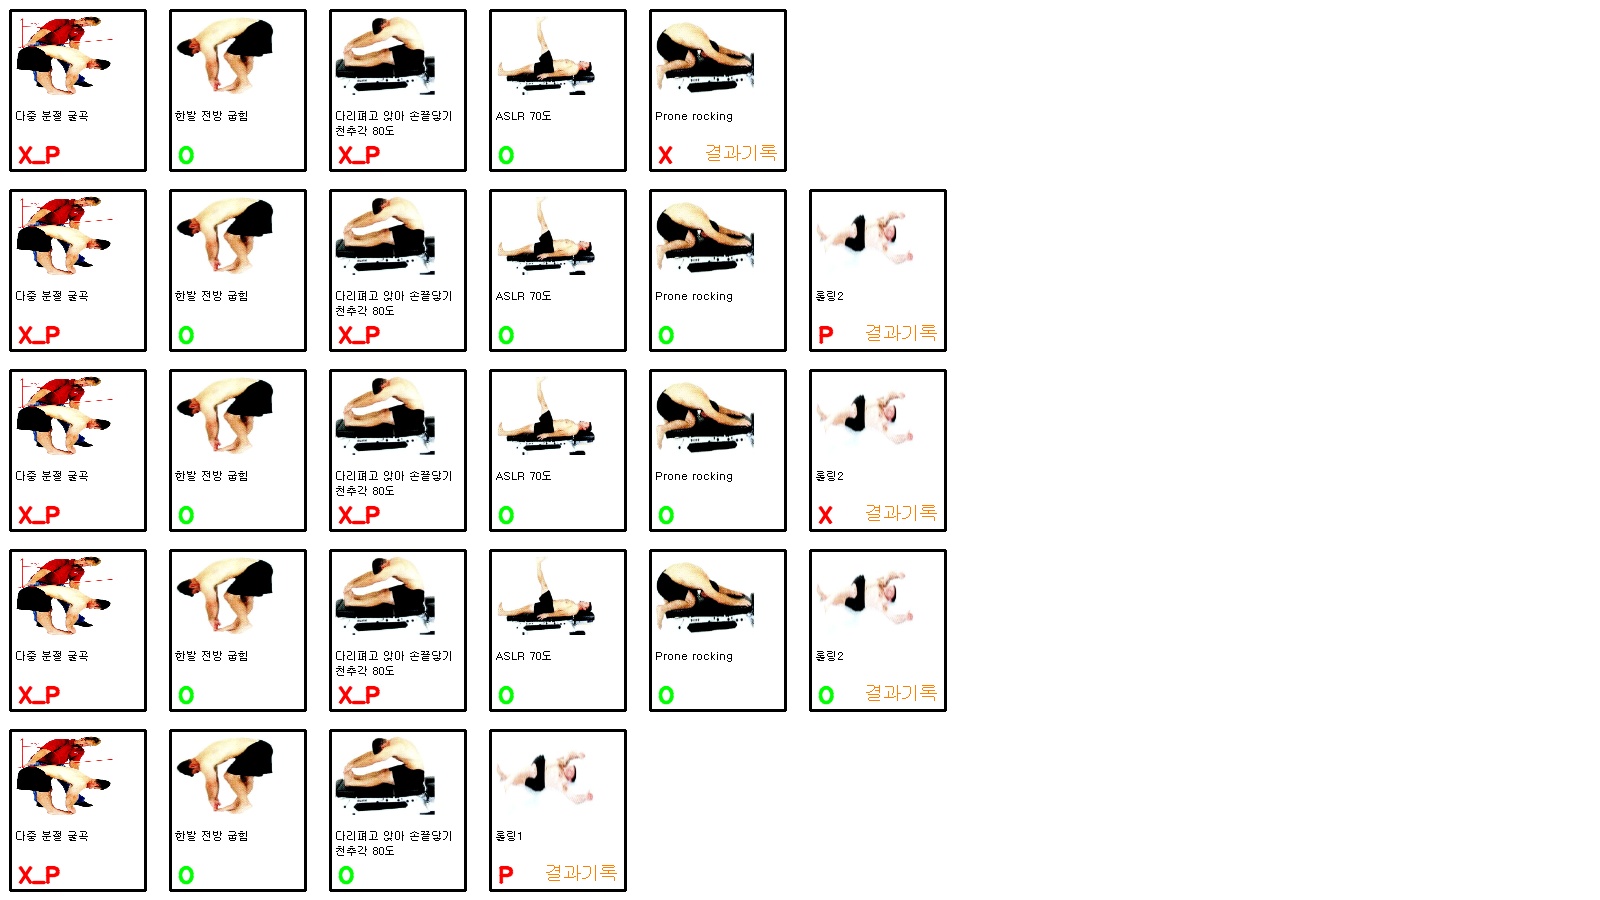 다중 분절 굴곡
X_P
한발 전방 굽힘
O
다리펴고 앉아 손끝닿기
천추각 80도
X_P
ASLR 70도
O
Prone rocking
X 결과기록
다중 분절 굴곡
X_P
한발 전방 굽힘
O
다리펴고 앉아 손끝닿기
천추각 80도
X_P
ASLR 70도
O
Prone rocking
O
롤링2
P 결과기록
다중 분절 굴곡
X_P
한발 전방 굽힘
O
다리펴고 앉아 손끝닿기
천추각 80도
X_P
ASLR 70도
O
Prone rocking
O
롤링2
X 결과기록
다중 분절 굴곡
X_P
한발 전방 굽힘
O
다리펴고 앉아 손끝닿기
천추각 80도
X_P
ASLR 70도
O
Prone rocking
O
롤링2
O 결과기록
다중 분절 굴곡
X_P
한발 전방 굽힘
O
다리펴고 앉아 손끝닿기
천추각 80도
O
롤링1
P 결과기록